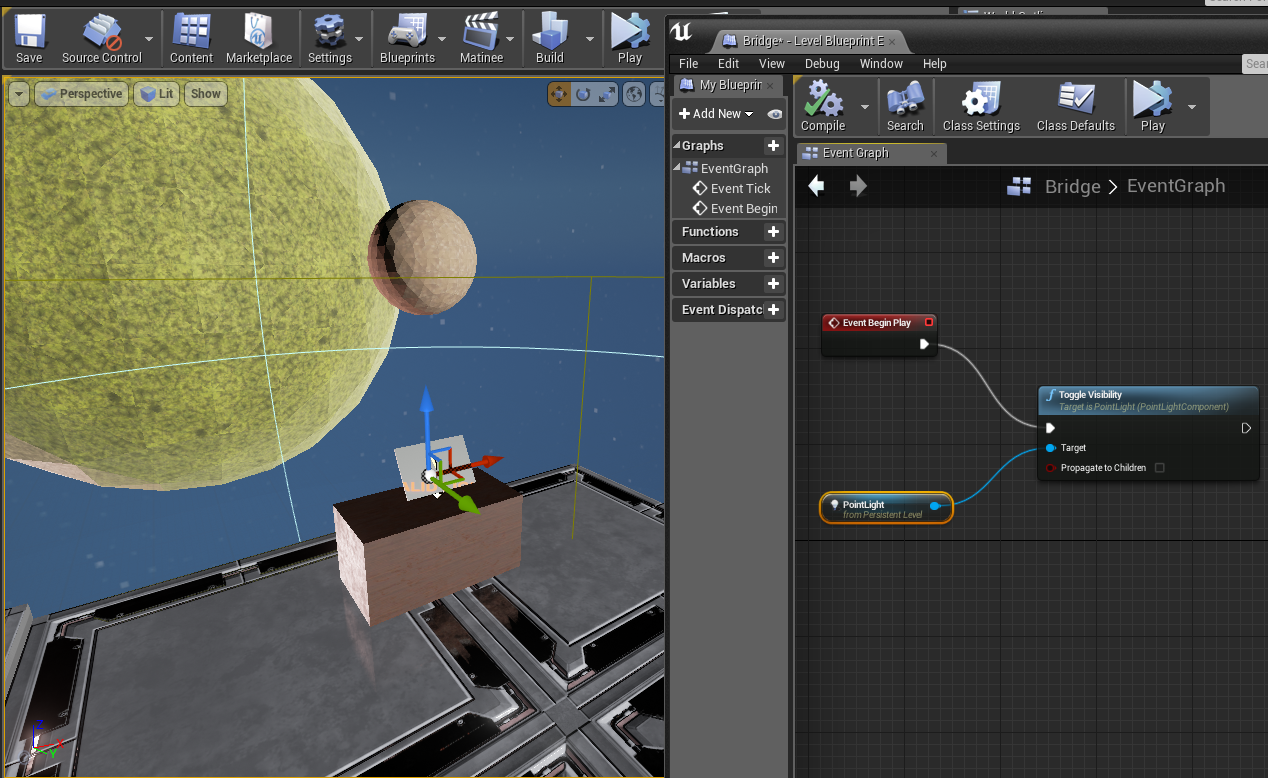 Save
Source Control
Content
Marketplace
Settings
Blueprints
Matinee
Build
Play
Perspective
Lit
Show
Z
X
Y
Bridge* - Level Blueprint E
File
Edit
View
Debug
Window
Help
Sear
My Blueprir
Add New
Graphs
EventGraph
Event Tick
Event Begin
Functions
Macros
Variables
Event Dispatc
Compile
Search
Class Settings
Class Defaults
Play
Event Graph
Bridge > EventGraph
Event Begin Play
f Toggle Visibility
Target is PointLight (PointLightComponent)
Target
Propagate to Children
PointLight
from Persistent Level